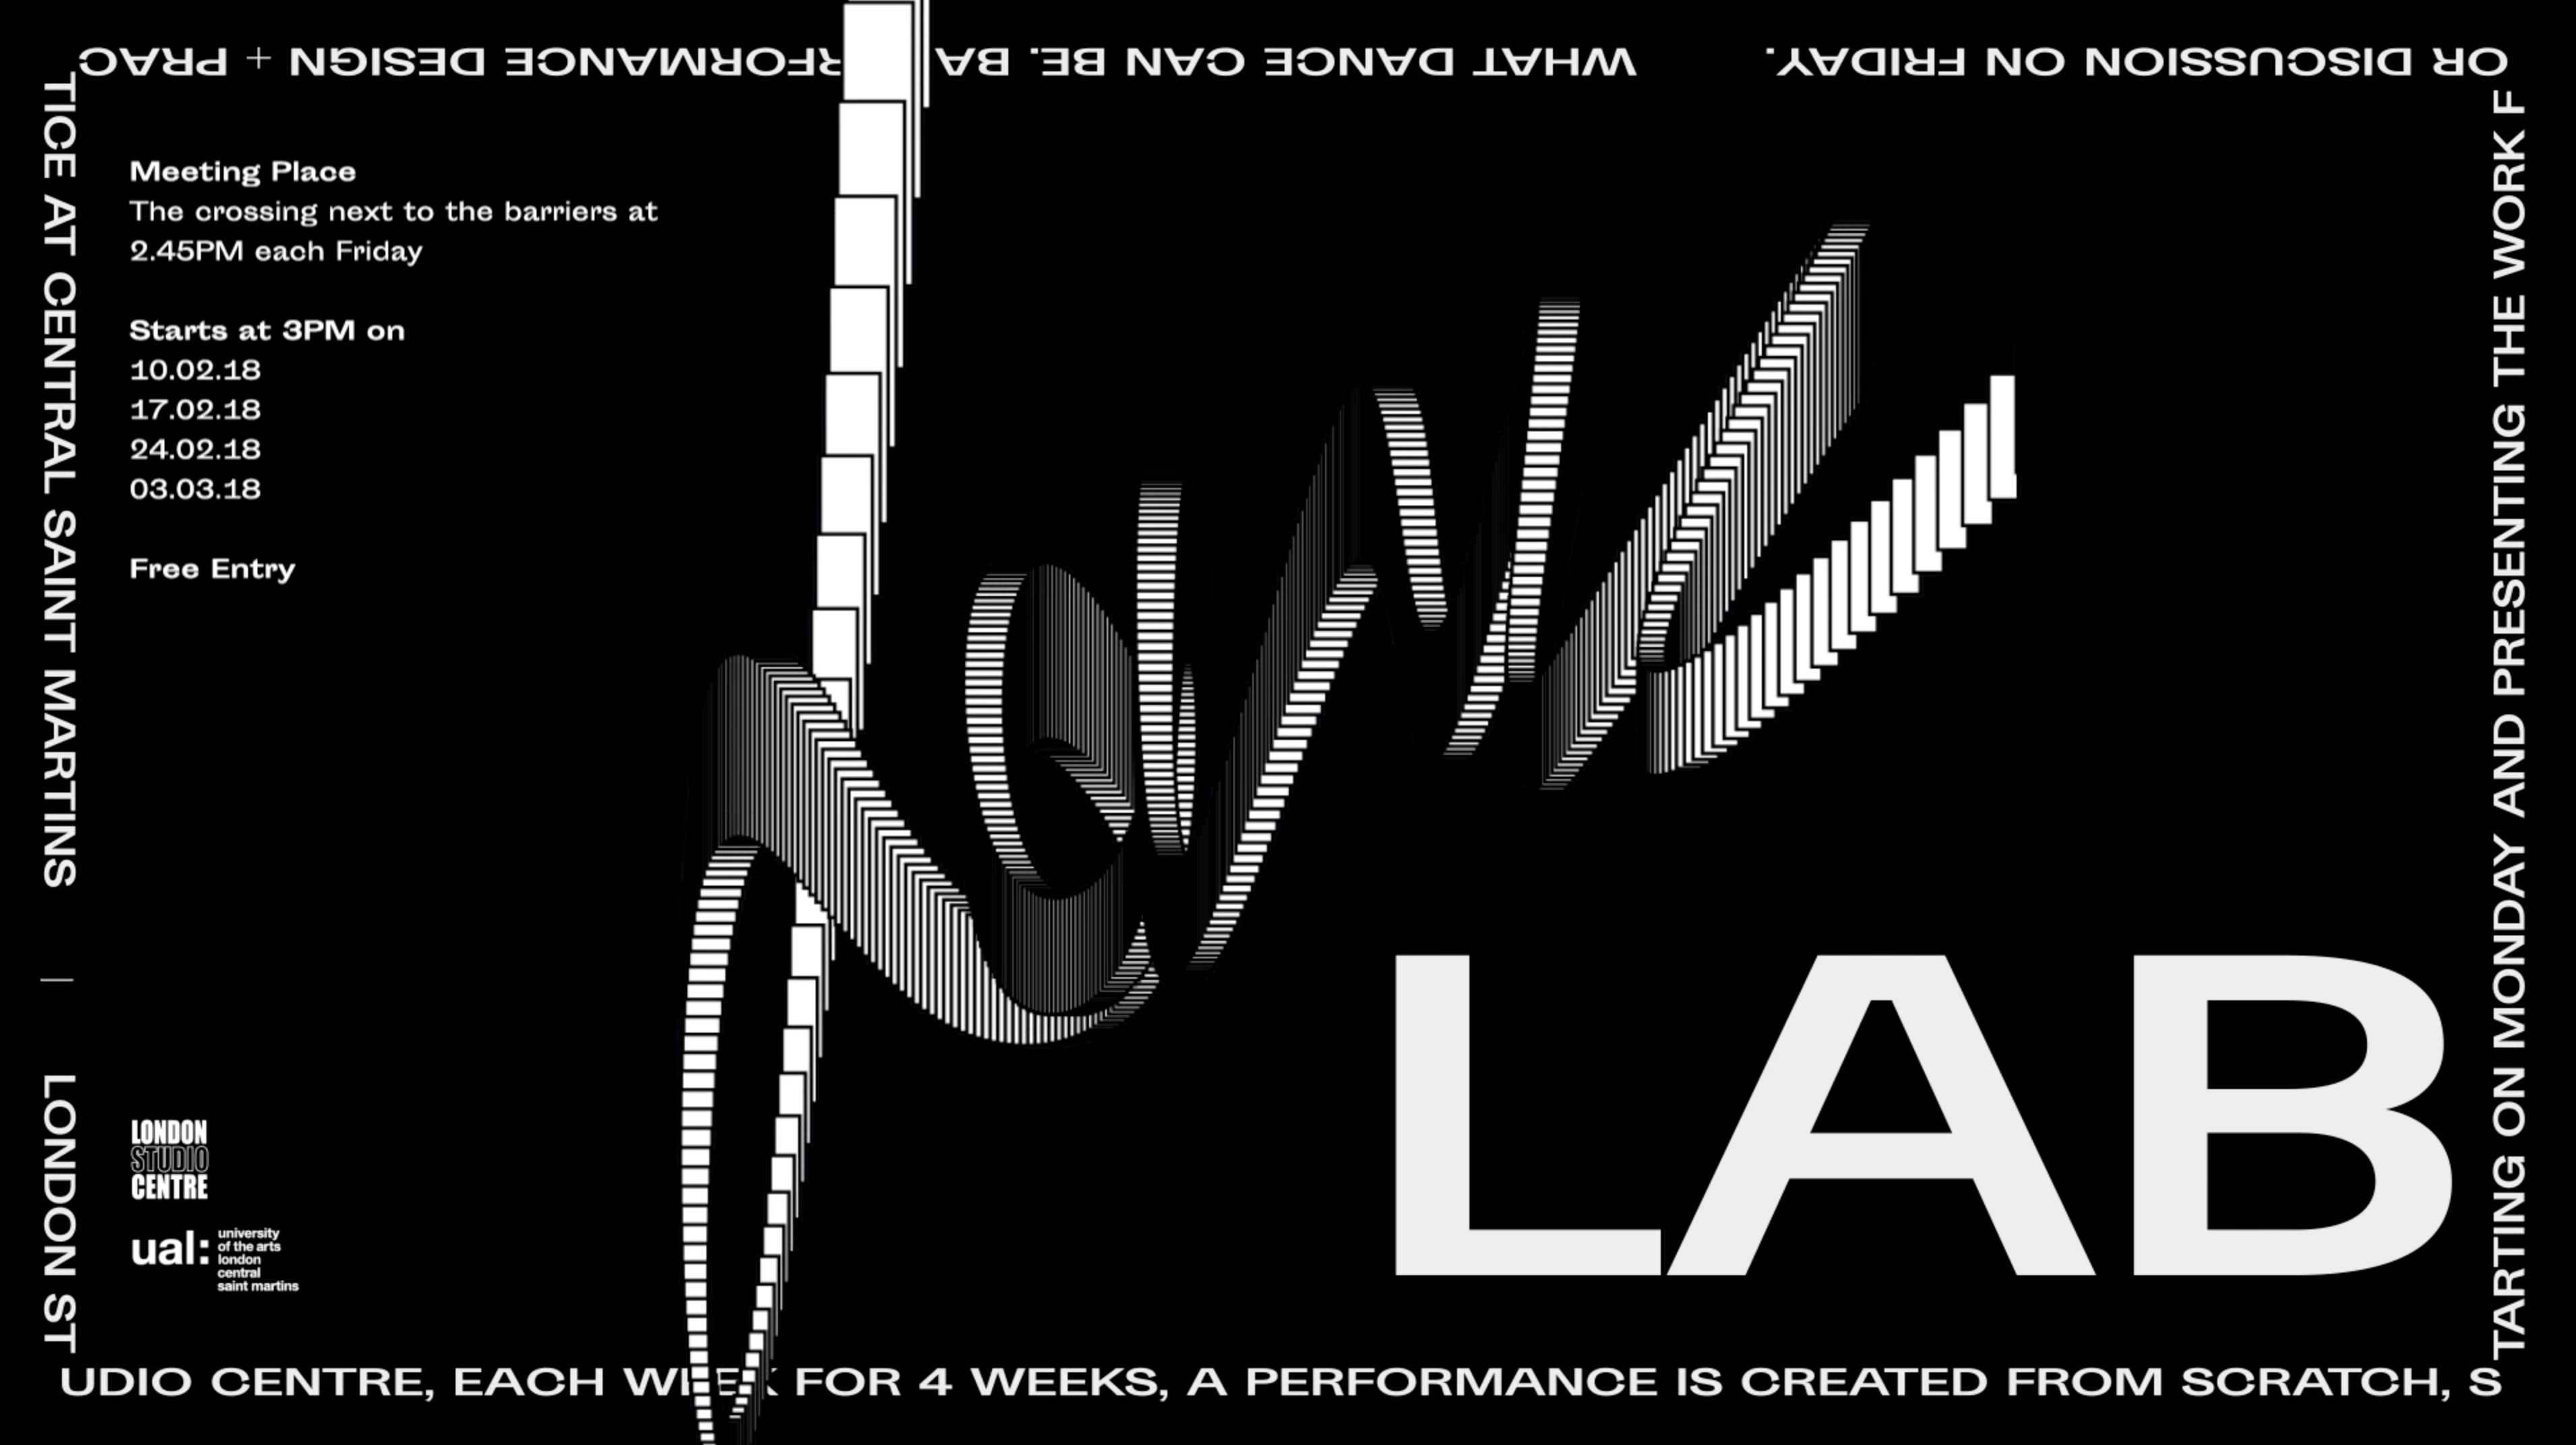 OR DISCUSSION ON FRIDAY. WHAT DANCE CAN BE. BA RFORMANCE DESIGN + PRAC
TICE AT CENTRAL SAINT MARTINS | LONDON ST
UDIO CENTRE, EACH WEEK FOR 4 WEEKS, A PERFORMANCE IS CREATED FROM SCRATCH, S
TARTING ON MONDAY AND PRESENTING THE WORK F
Meeting Place
The crossing next to the barriers at
2.45PM each Friday
Starts at 3PM on
10.02.18
17.02.18
24.02.18
03.03.18
Free Entry
LAB
LONDON
STUDIO
CENTRE
ual:
university
of the arts
london
central
saint martins